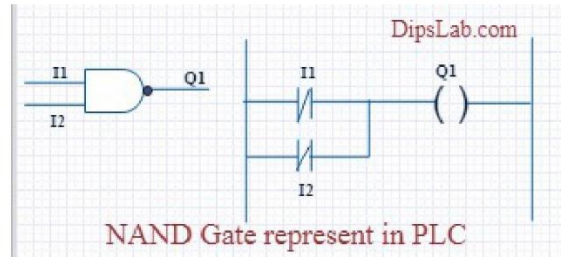 DipsLab.com
I1
Q1
I2
I1
Q1
I2
NAND Gate represent in PLC